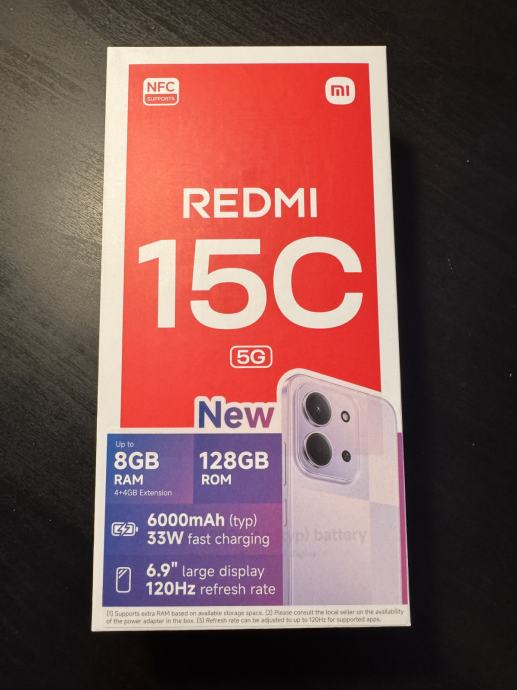 NFC
SUPPORTS
mi
REDMI
15C
5G
New
Up to
8GB
RAM
4+4GB Extension
128GB
ROM
6000mAh (typ)
33W fast charging
6.9" large display
120Hz refresh rate
battery
[1] Supports extra RAM based on available storage space. [2] Please consult the local seller on the availability
of the power adapter in the box. [3] Refresh rate can be adjusted to up to 120Hz for supported apps.